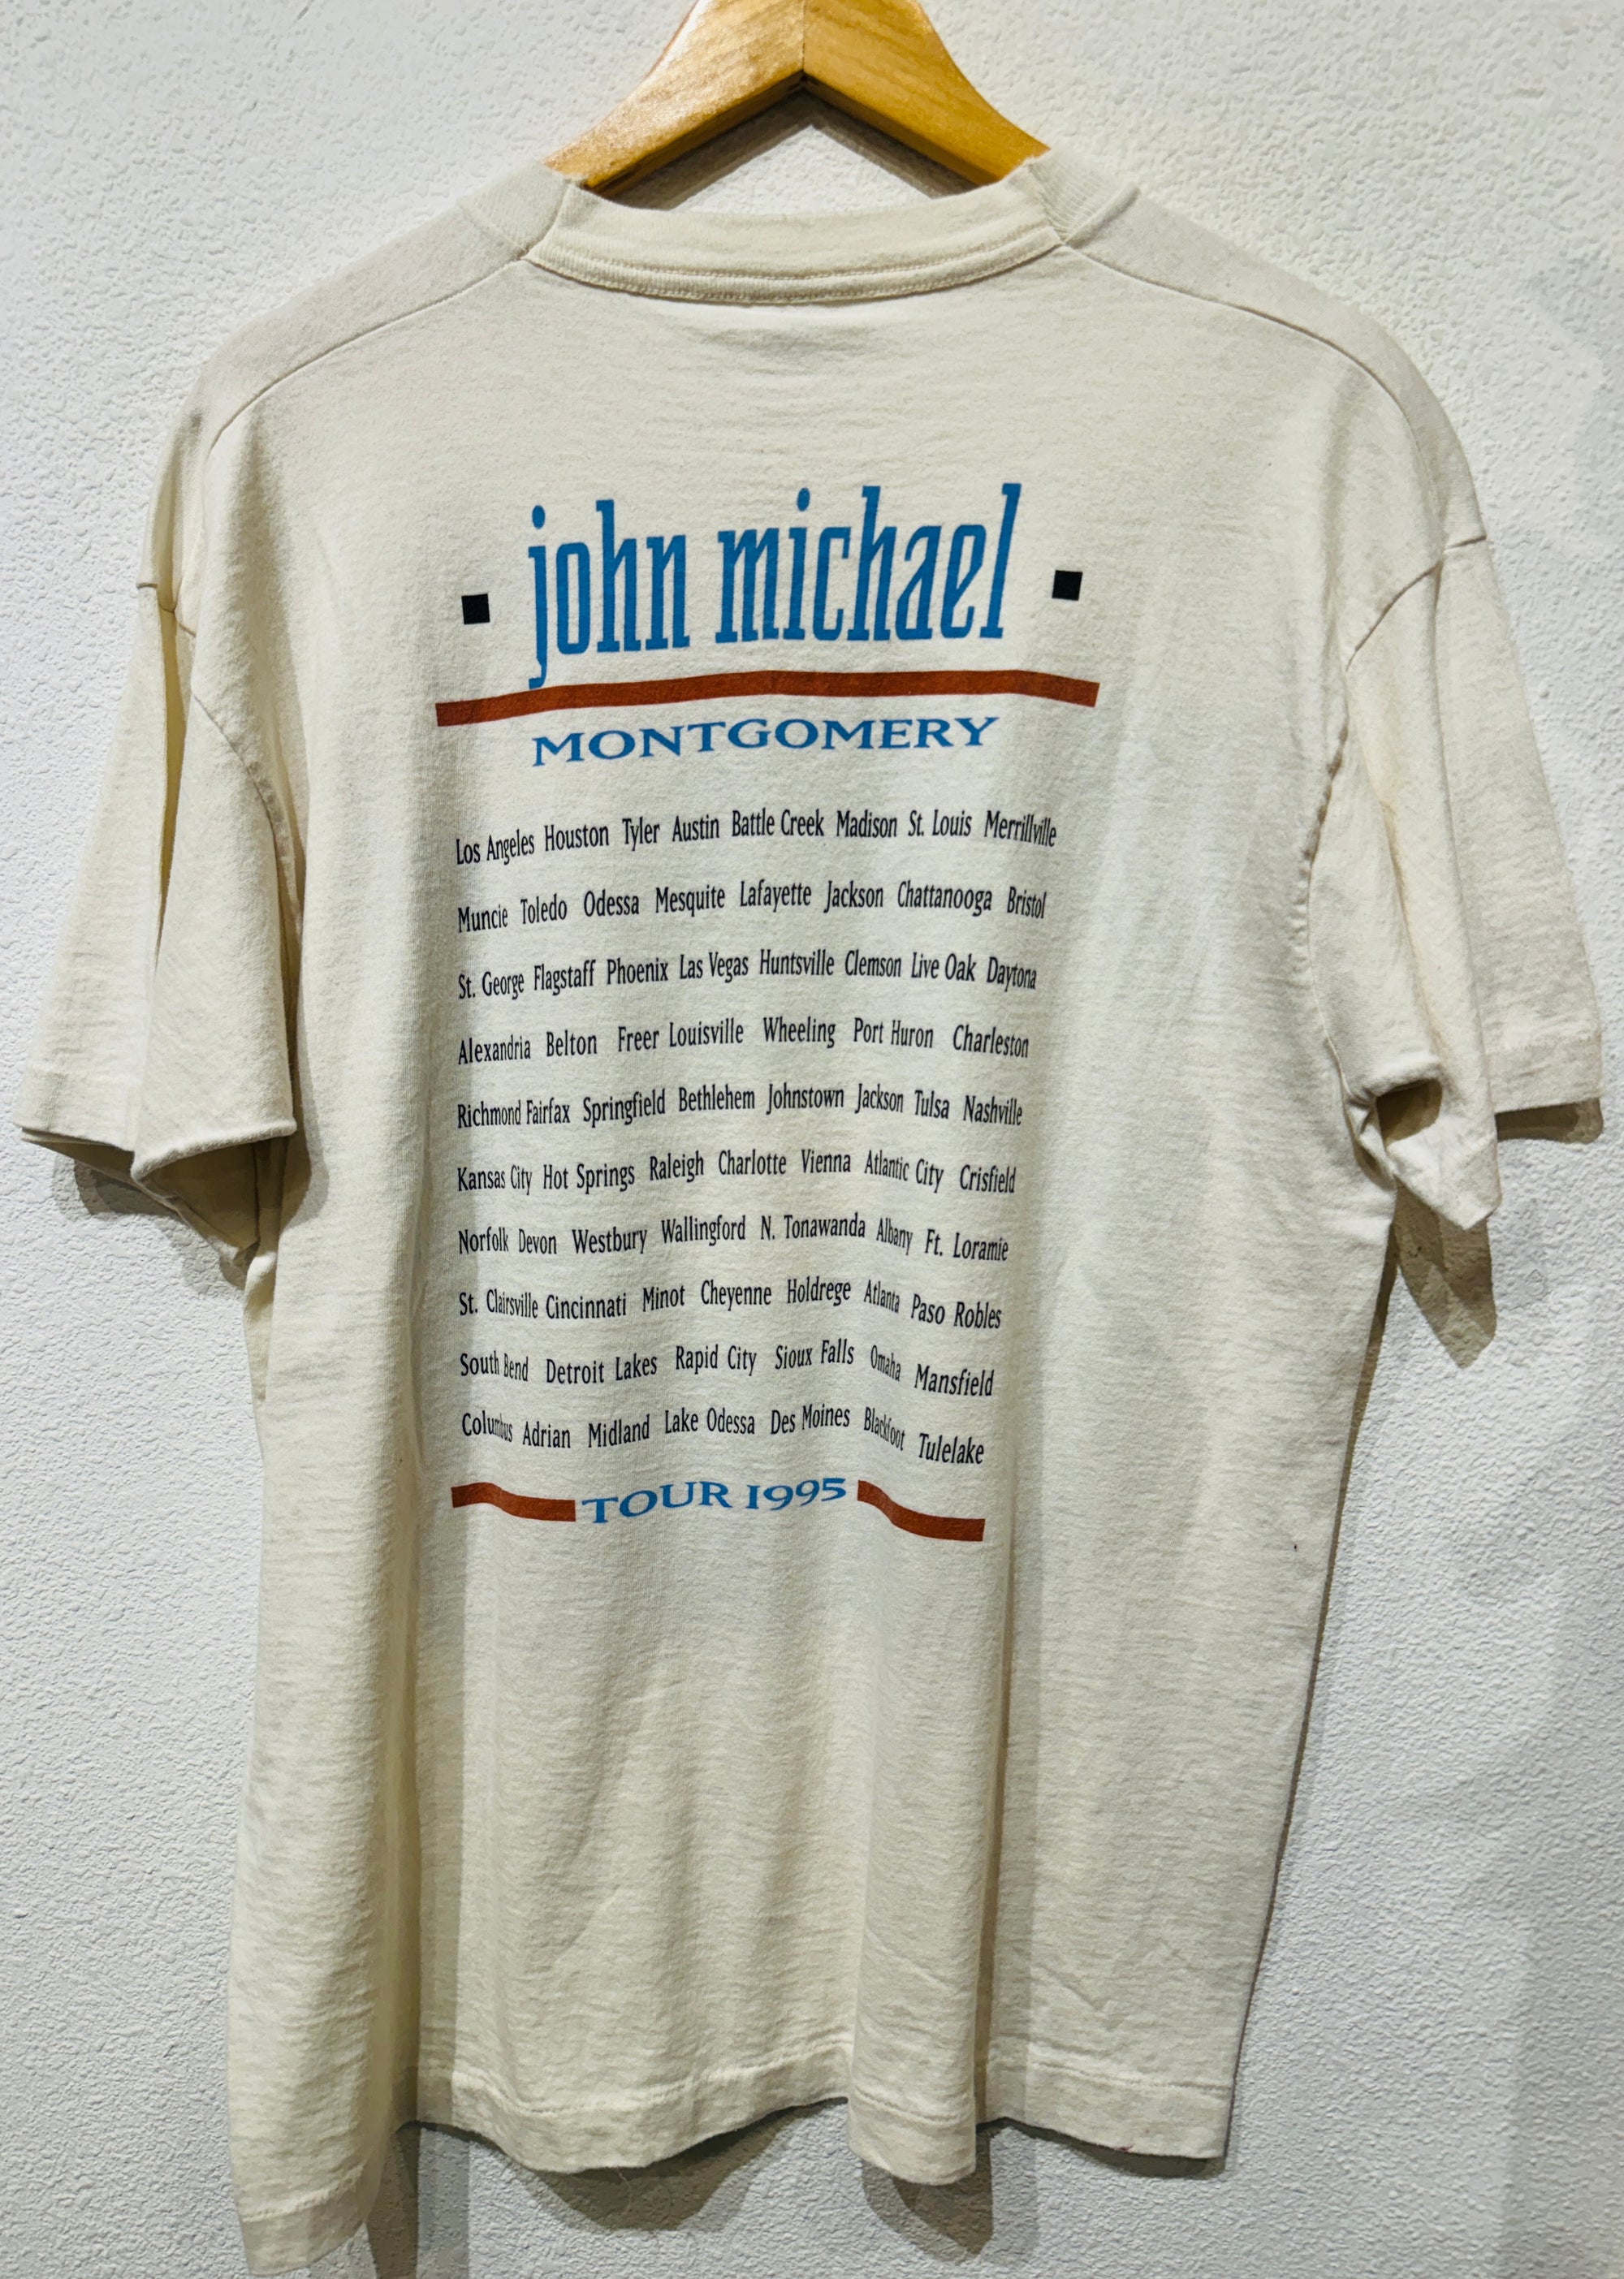 john michael
MONTGOMERY
Los Angeles Houston Tyler Austin Battle Creek Madison St. Louis Merrillville
Muncie Toledo Odessa Mesquite Lafayette Jackson Chattanooga Bristol
St. George Flagstaff Phoenix Las Vegas Huntsville Clemson Live Oak Daytona
Alexandria Belton Freer Louisville Wheeling Port Huron Charleston
Richmond Fairfax Springfield Bethlehem Johnstown Jackson Tulsa Nashville
Kansas City Hot Springs Raleigh Charlotte Vienna Atlantic City Crisfield
Norfolk Devon Westbury Wallingford N. Tonawanda Albany Ft. Loramie
St. Clairsville Cincinnati Minot Cheyenne Holdrege Atlanta Paso Robles
South Bend Detroit Lakes Rapid City Sioux Falls Omaha Mansfield
Columbus Adrian Midland Lake Odessa Des Moines Blackfoot Tulelake
TOUR 1995